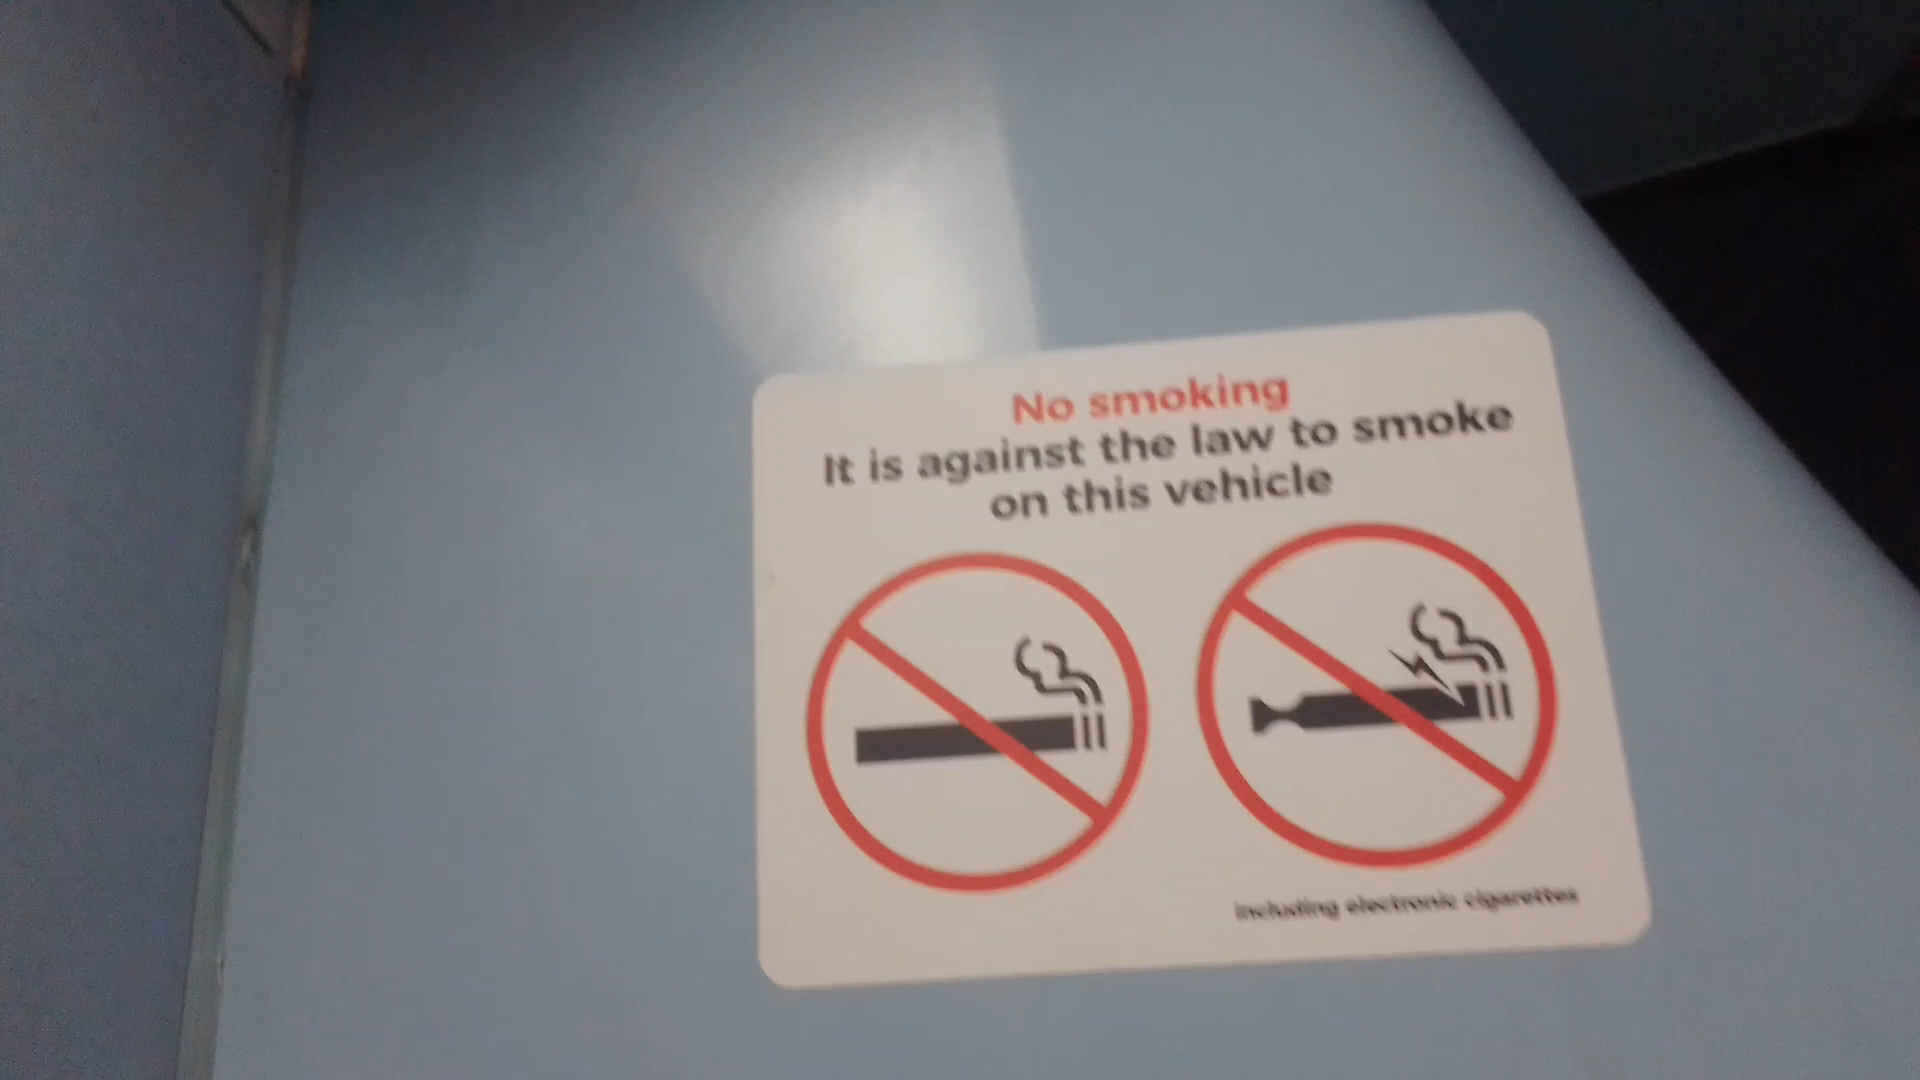 No smoking
It is against the law to smoke
on this vehicle
including electronic cigarettes